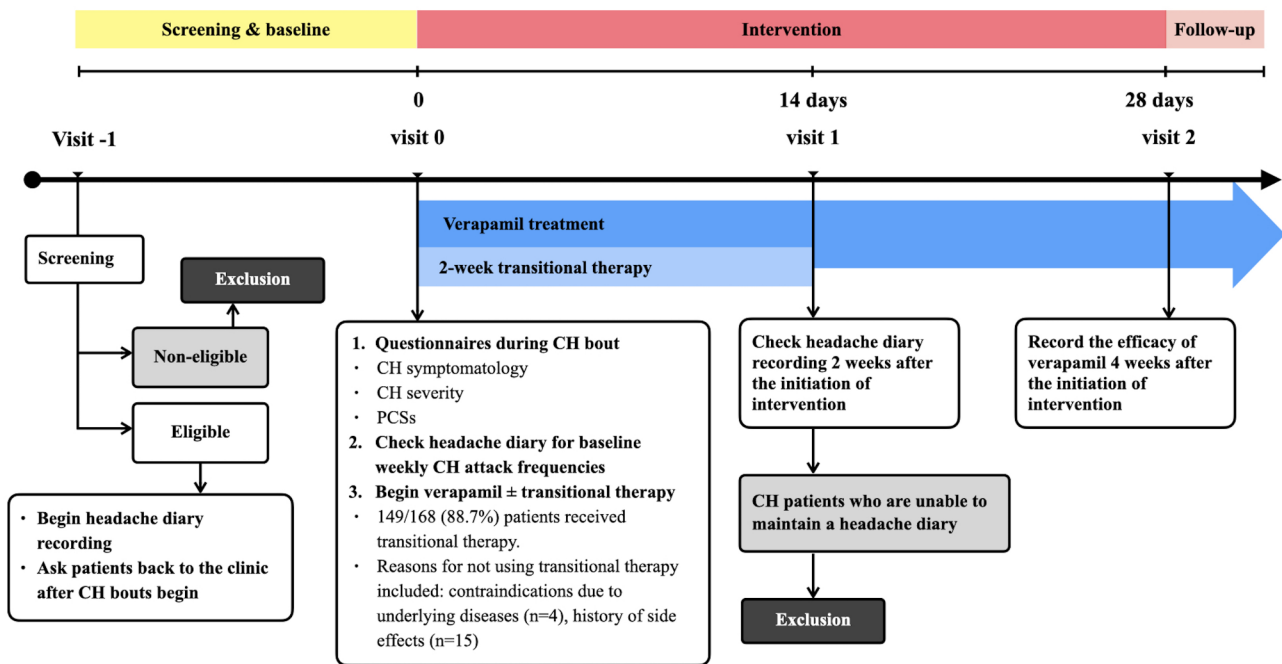 Screening & baseline
Intervention
Follow-up
0
14 days
28 days
Visit -1
visit 0
visit 1
visit 2
Verapamil treatment
2-week transitional therapy
Screening
Exclusion
Non-eligible
Eligible
· Begin headache diary
recording
· Ask patients back to the clinic
after CH bouts begin
1. Questionnaires during CH bout
· CH symptomatology
· CH severity
· PCSs
2. Check headache diary for baseline
weekly CH attack frequencies
3. Begin verapamil ± transitional therapy
· 149/168 (88.7%) patients received
transitional therapy.
· Reasons for not using transitional therapy
included: contraindications due to
underlying diseases (n=4), history of side
effects (n=15)
Check headache diary
recording 2 weeks after
the initiation of
intervention
CH patients who are unable to
maintain a headache diary
Exclusion
Record the efficacy of
verapamil 4 weeks after
the initiation of
intervention